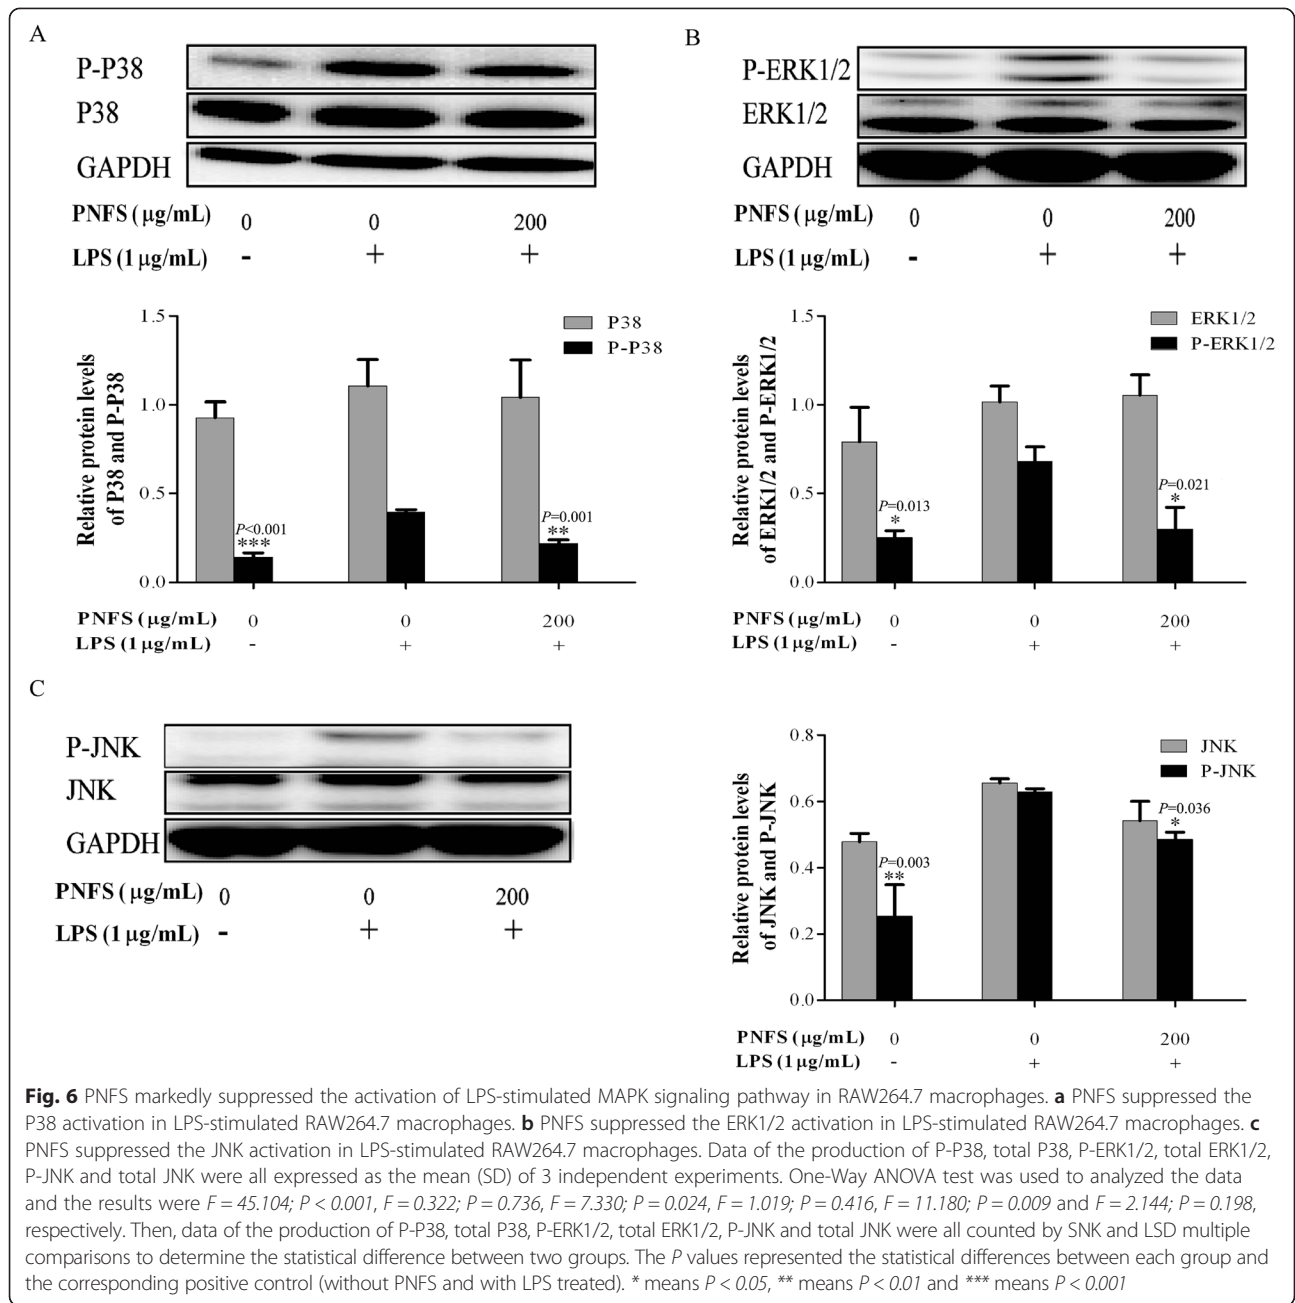 A
P-P38
P38
GAPDH
PNFS (μg/mL) 0 0 200
LPS (1 μg/mL) - + +
1.5
1.0
0.5
0.0
Relative protein levels
of P38 and P-P38
P38
P-P38
P<0.001
***
P=0.001
**
PNFS (μg/mL) 0 0 200
LPS (1μg/mL) - + +
B
P-ERK1/2
ERK1/2
GAPDH
PNFS (μg/mL) 0 0 200
LPS (1 μg/mL) - + +
1.5
1.0
0.5
0.0
Relative protein levels
of ERK1/2 and P-ERK1/2
ERK1/2
P-ERK1/2
P=0.013
*
P=0.021
*
PNFS (μg/mL) 0 0 200
LPS (1μg/mL) - + +
C
P-JNK
JNK
GAPDH
PNFS (μg/mL) 0 0 200
LPS (1 μg/mL) - + +
0.8
0.6
0.4
0.2
0.0
Relative protein levels
of JNK and P-JNK
JNK
P-JNK
P=0.003
**
P=0.036
*
PNFS (μg/mL) 0 0 200
LPS (1μg/mL) - + +
Fig. 6 PNFS markedly suppressed the activation of LPS-stimulated MAPK signaling pathway in RAW264.7 macrophages. a PNFS suppressed the
P38 activation in LPS-stimulated RAW264.7 macrophages. b PNFS suppressed the ERK1/2 activation in LPS-stimulated RAW264.7 macrophages. c
PNFS suppressed the JNK activation in LPS-stimulated RAW264.7 macrophages. Data of the production of P-P38, total P38, P-ERK1/2, total ERK1/2,
P-JNK and total JNK were all expressed as the mean (SD) of 3 independent experiments. One-Way ANOVA test was used to analyzed the data
and the results were F = 45.104; P < 0.001, F = 0.322; P = 0.736, F = 7.330; P = 0.024, F = 1.019; P = 0.416, F = 11.180; P = 0.009 and F = 2.144; P = 0.198,
respectively. Then, data of the production of P-P38, total P38, P-ERK1/2, total ERK1/2, P-JNK and total JNK were all counted by SNK and LSD multiple
comparisons to determine the statistical difference between two groups. The P values represented the statistical differences between each group and
the corresponding positive control (without PNFS and with LPS treated). * means P < 0.05, ** means P < 0.01 and *** means P < 0.001